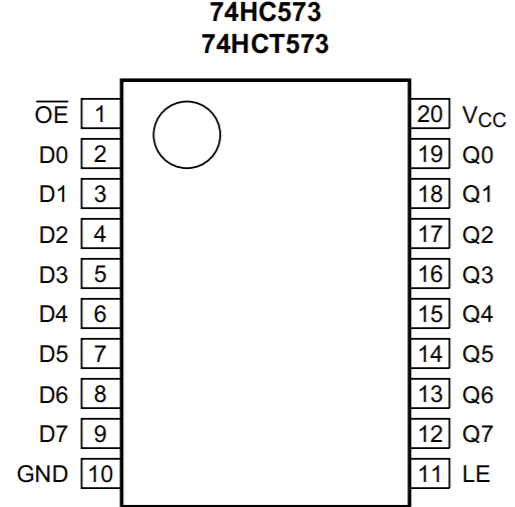 74HC573
74HCT573
OE 1 20 VCC
D0 2 19 Q0
D1 3 18 Q1
D2 4 17 Q2
D3 5 16 Q3
D4 6 15 Q4
D5 7 14 Q5
D6 8 13 Q6
D7 9 12 Q7
GND 10 11 LE